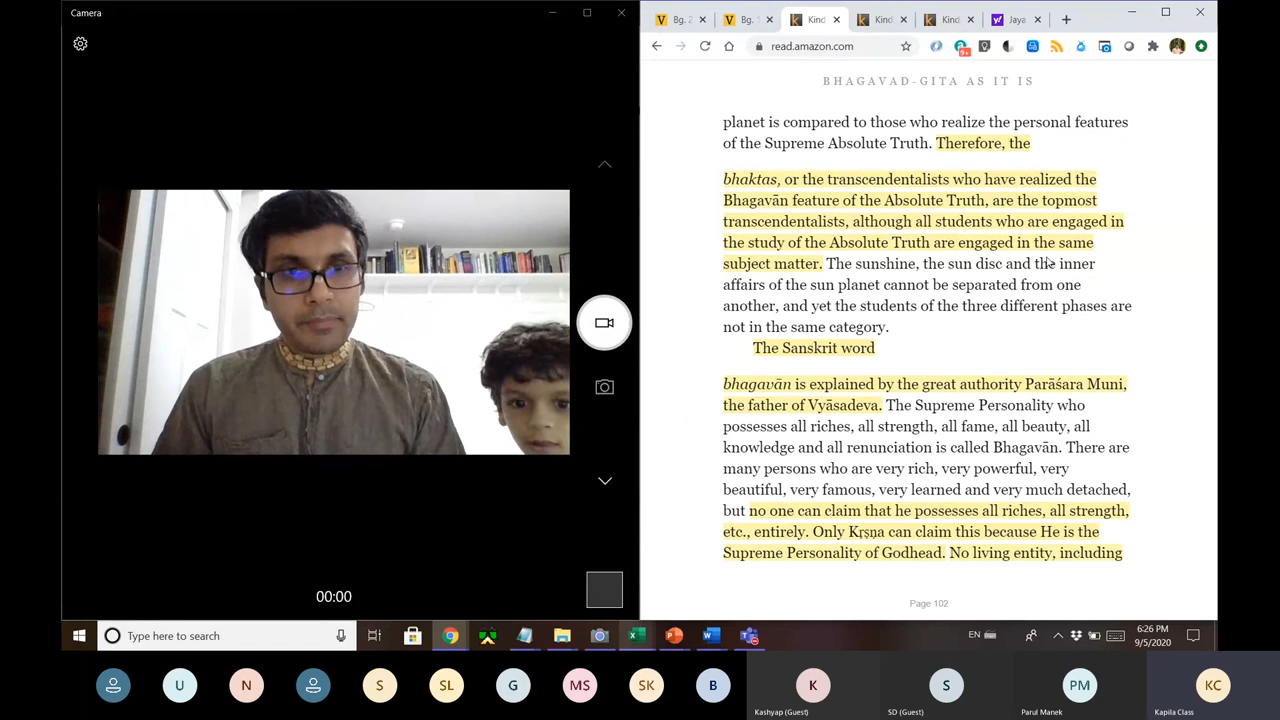 Camera
Bg. 2
Bg. 1
Kind
Kind
Kind
Jaya
read.amazon.com
9+
BHAGAVAD-GITA AS IT IS
planet is compared to those who realize the personal features
of the Supreme Absolute Truth. Therefore, the
bhaktas, or the transcendentalists who have realized the
Bhagavān feature of the Absolute Truth, are the topmost
transcendentalists, although all students who are engaged in
the study of the Absolute Truth are engaged in the same
subject matter. The sunshine, the sun disc and the inner
affairs of the sun planet cannot be separated from one
another, and yet the students of the three different phases are
not in the same category.
The Sanskrit word
bhagavān is explained by the great authority Parāśara Muni,
the father of Vyāsadeva. The Supreme Personality who
possesses all riches, all strength, all fame, all beauty, all
knowledge and all renunciation is called Bhagavān. There are
many persons who are very rich, very powerful, very
beautiful, very famous, very learned and very much detached,
but no one can claim that he possesses all riches, all strength,
etc., entirely. Only Kṛṣṇa can claim this because He is the
Supreme Personality of Godhead. No living entity, including
Page 102
00:00
Type here to search
EN
6:26 PM
9/5/2020
U
N
S
SL
G
MS
SK
B
K
S
PM
KC
Kashyap (Guest)
SD (Guest)
Parul Manek
Kapila Class